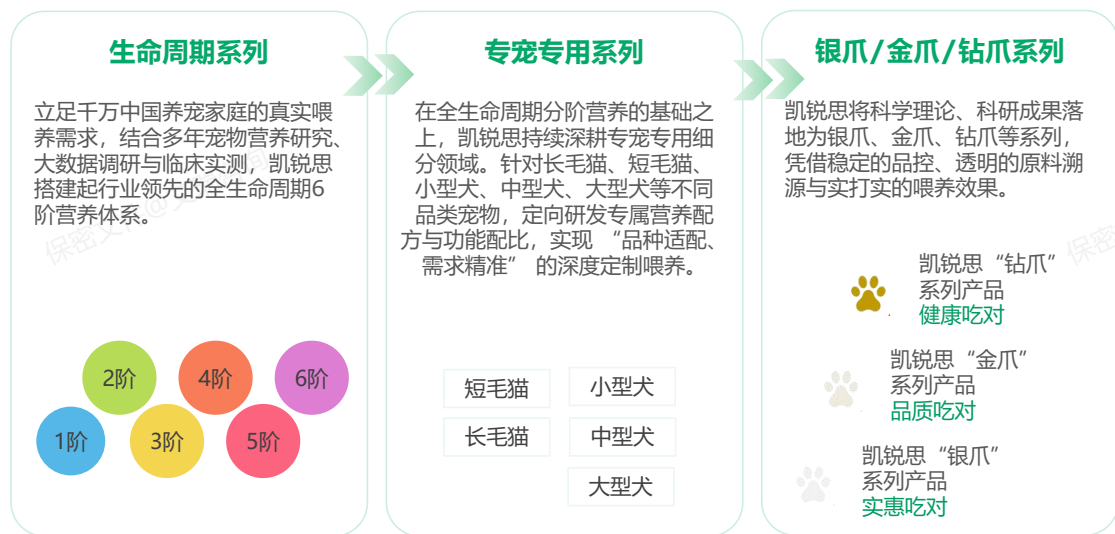 生命周期系列
立足千万中国养宠家庭的真实喂
养需求，结合多年宠物营养研究、
大数据调研与临床实测，凯锐思
搭建起行业领先的全生命周期6
阶营养体系。
2阶
4阶
6阶
1阶
3阶
5阶
专宠专用系列
在全生命周期分阶营养的基础之
上，凯锐思持续深耕专宠专用细
分领域。针对长毛猫、短毛猫、
小型犬、中型犬、大型犬等不同
品类宠物，定向研发专属营养配
方与功能配比，实现 “品种适配、
需求精准” 的深度定制喂养。
短毛猫
小型犬
长毛猫
中型犬
大型犬
银爪/金爪/钻爪系列
凯锐思将科学理论、科研成果落
地为银爪、金爪、钻爪等系列，
凭借稳定的品控、透明的原料溯
源与实打实的喂养效果。
凯锐思“钻爪”
系列产品
健康吃对
凯锐思“金爪”
系列产品
品质吃对
凯锐思“银爪”
系列产品
实惠吃对